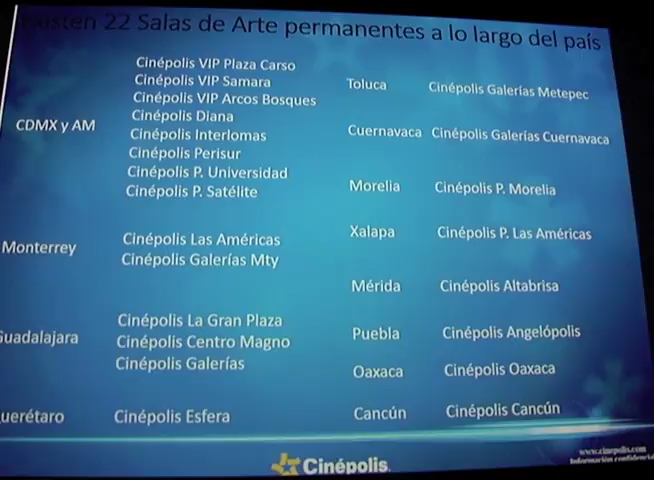 Existen 22 Salas de Arte permanentes a lo largo del país
CDMX y AM
Cinépolis VIP Plaza Carso
Cinépolis VIP Samara
Cinépolis VIP Arcos Bosques
Cinépolis Diana
Cinépolis Interlomas
Cinépolis Perisur
Cinépolis P. Universidad
Cinépolis P. Satélite
Monterrey
Cinépolis Las Américas
Cinépolis Galerías Mty
Guadalajara
Cinépolis La Gran Plaza
Cinépolis Centro Magno
Cinépolis Galerías
uerétaro Cinépolis Esfera
Toluca Cinépolis Galerías Metepec
Cuernavaca Cinépolis Galerías Cuernavaca
Morelia Cinépolis P. Morelia
Xalapa Cinépolis P. Las Américas
Mérida Cinépolis Altabrisa
Puebla Cinépolis Angelópolis
Oaxaca Cinépolis Oaxaca
Cancún Cinépolis Cancún
Cinépolis.
www.cinepolis.com
Información confidencial